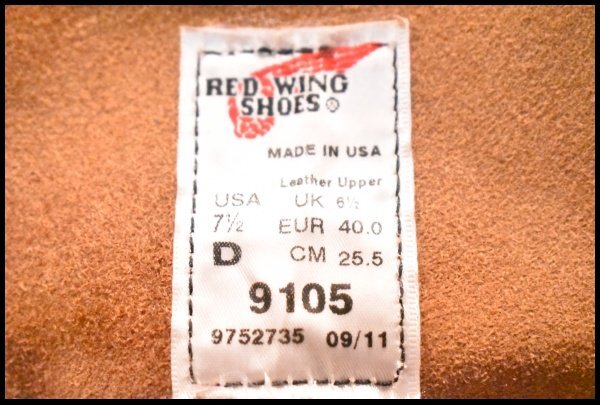 RED WING
SHOES®
MADE IN USA
Leather Upper
USA UK 6½
7½ EUR 40.0
D CM 25.5
9105
9752735 09/11